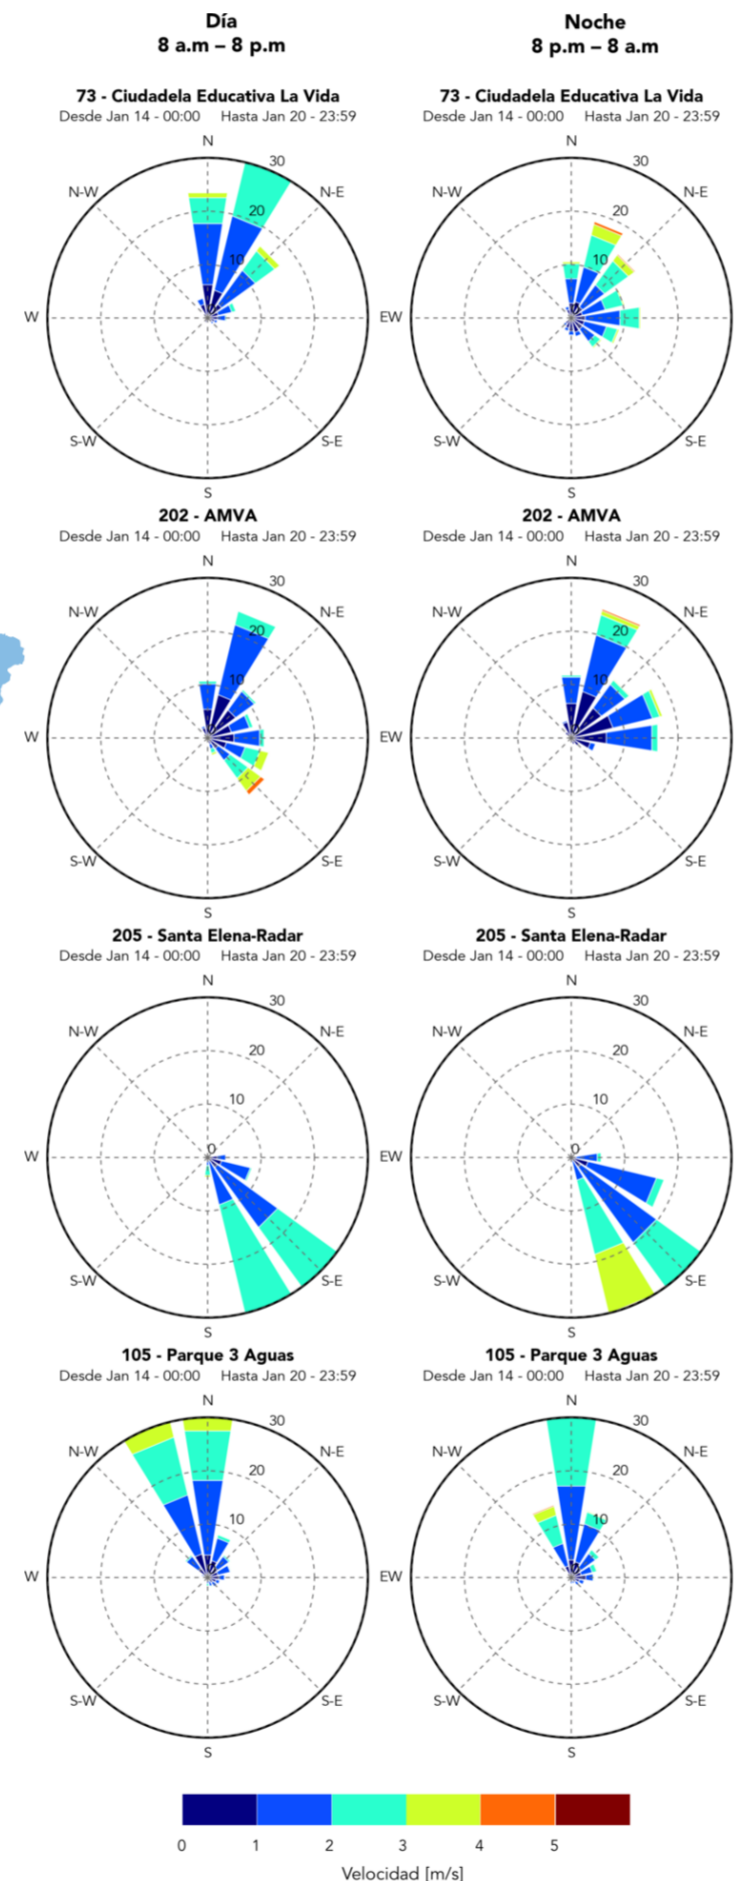 Día
8 a.m – 8 p.m
Noche
8 p.m – 8 a.m
73 - Ciudadela Educativa La Vida
Desde Jan 14 - 00:00 Hasta Jan 20 - 23:59
N
30
N-W
N-E
20
10
W
E
S-W
S-E
S
73 - Ciudadela Educativa La Vida
Desde Jan 14 - 00:00 Hasta Jan 20 - 23:59
N
30
N-W
N-E
20
10
W
S-W
S-E
S
202 - AMVA
Desde Jan 14 - 00:00 Hasta Jan 20 - 23:59
N
30
N-W
N-E
20
10
W
E
S-W
S-E
S
202 - AMVA
Desde Jan 14 - 00:00 Hasta Jan 20 - 23:59
N
30
N-W
N-E
20
10
W
S-W
S-E
S
205 - Santa Elena-Radar
Desde Jan 14 - 00:00 Hasta Jan 20 - 23:59
N
30
N-W
N-E
20
10
0
W
E
S-W
S-E
S
205 - Santa Elena-Radar
Desde Jan 14 - 00:00 Hasta Jan 20 - 23:59
N
30
N-W
N-E
20
10
0
W
S-W
S-E
S
105 - Parque 3 Aguas
Desde Jan 14 - 00:00 Hasta Jan 20 - 23:59
N
30
N-W
N-E
20
10
W
E
S-W
S-E
S
105 - Parque 3 Aguas
Desde Jan 14 - 00:00 Hasta Jan 20 - 23:59
N
30
N-W
N-E
20
10
W
S-W
S-E
S
0 1 2 3 4 5
Velocidad [m/s]